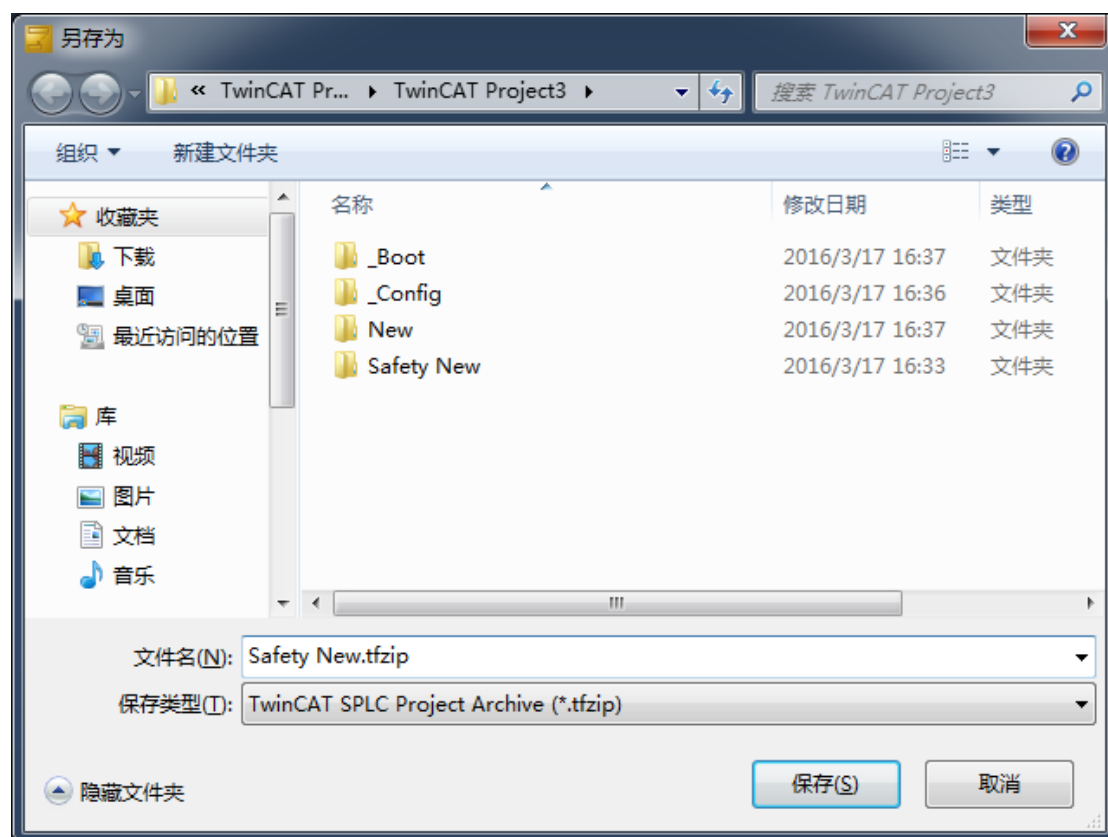 另存为
« TwinCAT Pr... ▸ TwinCAT Project3 ▸ 搜索 TwinCAT Project3
组织 新建文件夹
名称 修改日期 类型
收藏夹
下载
桌面
最近访问的位置
库
视频
图片
文档
音乐
_Boot 2016/3/17 16:37 文件夹
_Config 2016/3/17 16:36 文件夹
New 2016/3/17 16:37 文件夹
Safety New 2016/3/17 16:33 文件夹
文件名(N): Safety New.tfzip
保存类型(T): TwinCAT SPLC Project Archive (*.tfzip)
隐藏文件夹 保存(S) 取消